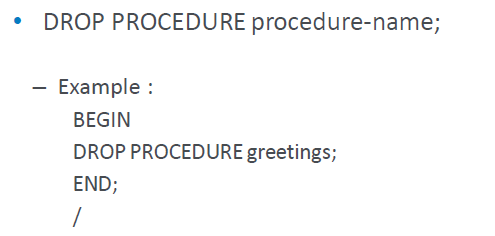 • DROP PROCEDURE procedure-name;
– Example :
BEGIN
DROP PROCEDURE greetings;
END;
/